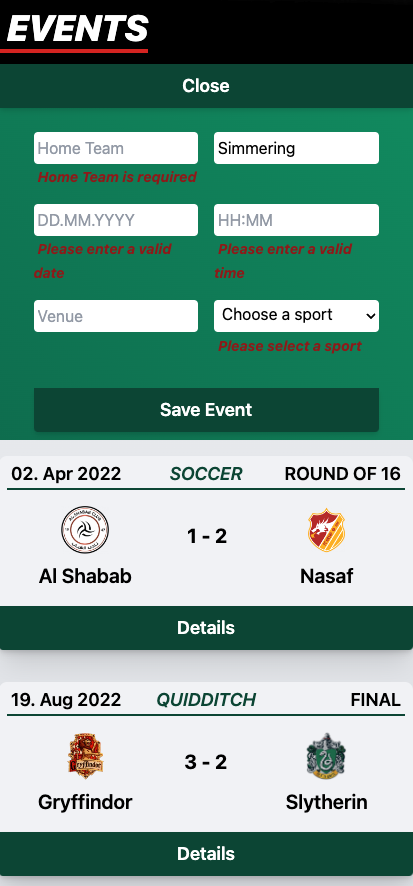 EVENTS
Close
Home Team
Simmering
Home Team is required
DD.MM.YYYY
HH:MM
Please enter a valid
date
Please enter a valid
time
Venue
Choose a sport
Please select a sport
Save Event
02. Apr 2022 SOCCER ROUND OF 16
1 - 2
Al Shabab
Nasaf
Details
19. Aug 2022 QUIDDITCH FINAL
Gryffindor
3 - 2
Gryffindor
Slytherin
Details